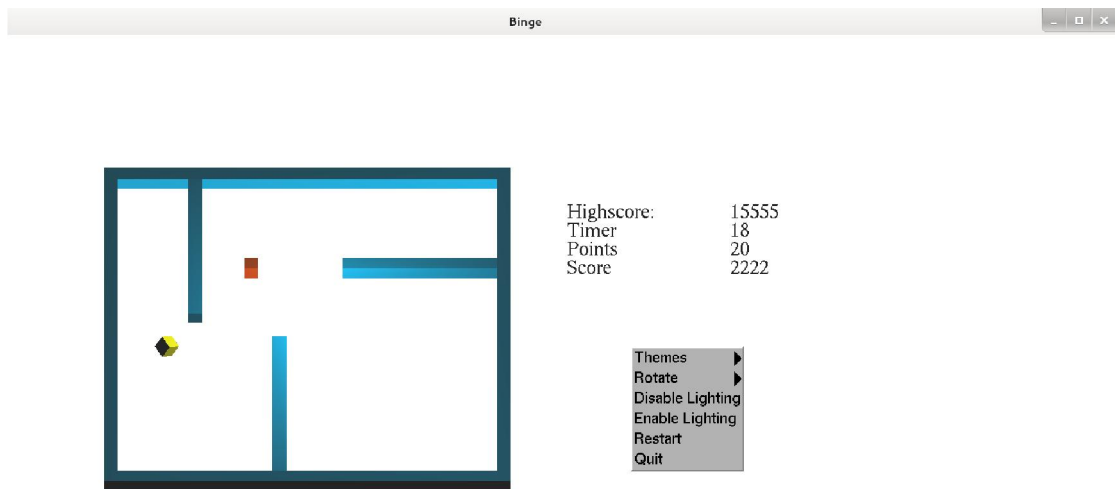 Binge
Highscore: 15555
Timer 18
Points 20
Score 2222
Themes
Rotate
Disable Lighting
Enable Lighting
Restart
Quit